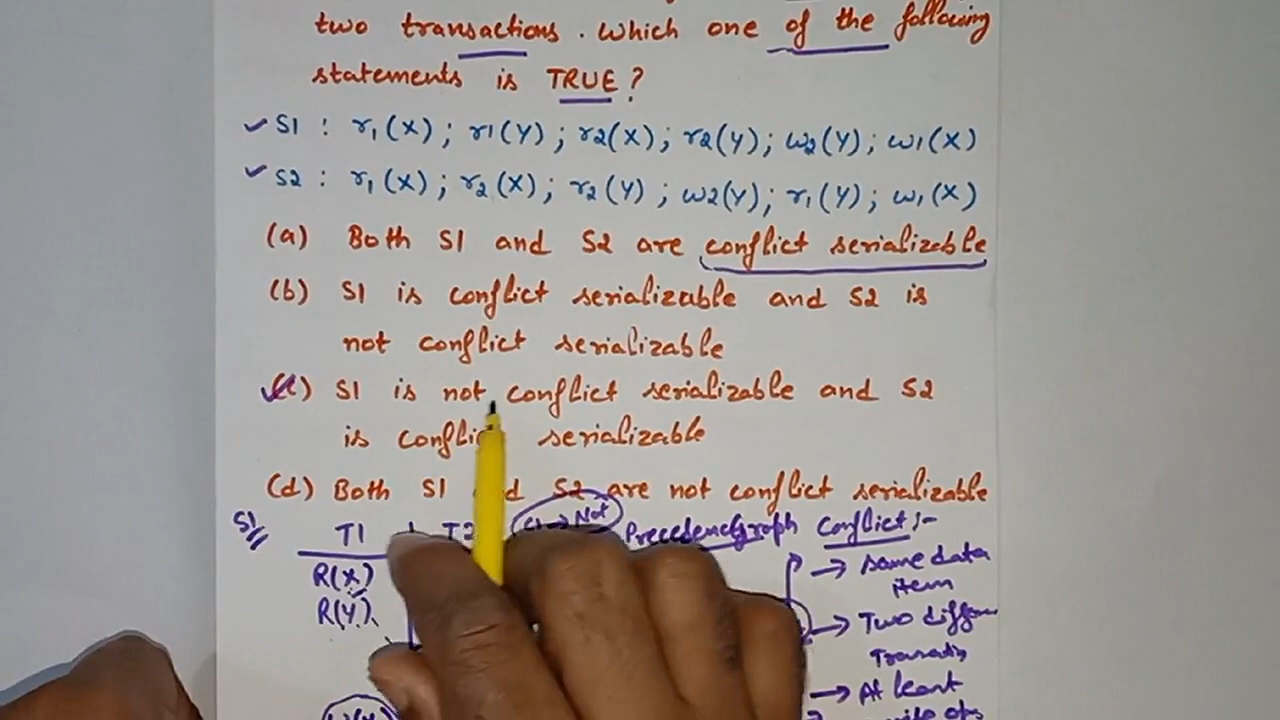 two transactions . which one of the following
statements is TRUE ?
S1 : r1(X) ; r1(Y) ; r2(X) ; r2(Y) ; w2(Y) ; w1(X)
S2 : r1(X) ; r2(X) ; r2(Y) ; w2(Y) ; r1(Y) ; w1(X)
(a) Both S1 and S2 are conflict serializable
(b) S1 is conflict serializable and S2 is
not conflict serializable
(c) S1 is not conflict serializable and S2
is serializable
(d) Both S1 S2 are not conflict serializable
S1 T1 Not Precedence graph Conflict :-
R(X) → same data
item
R(Y) → Two
→ At least